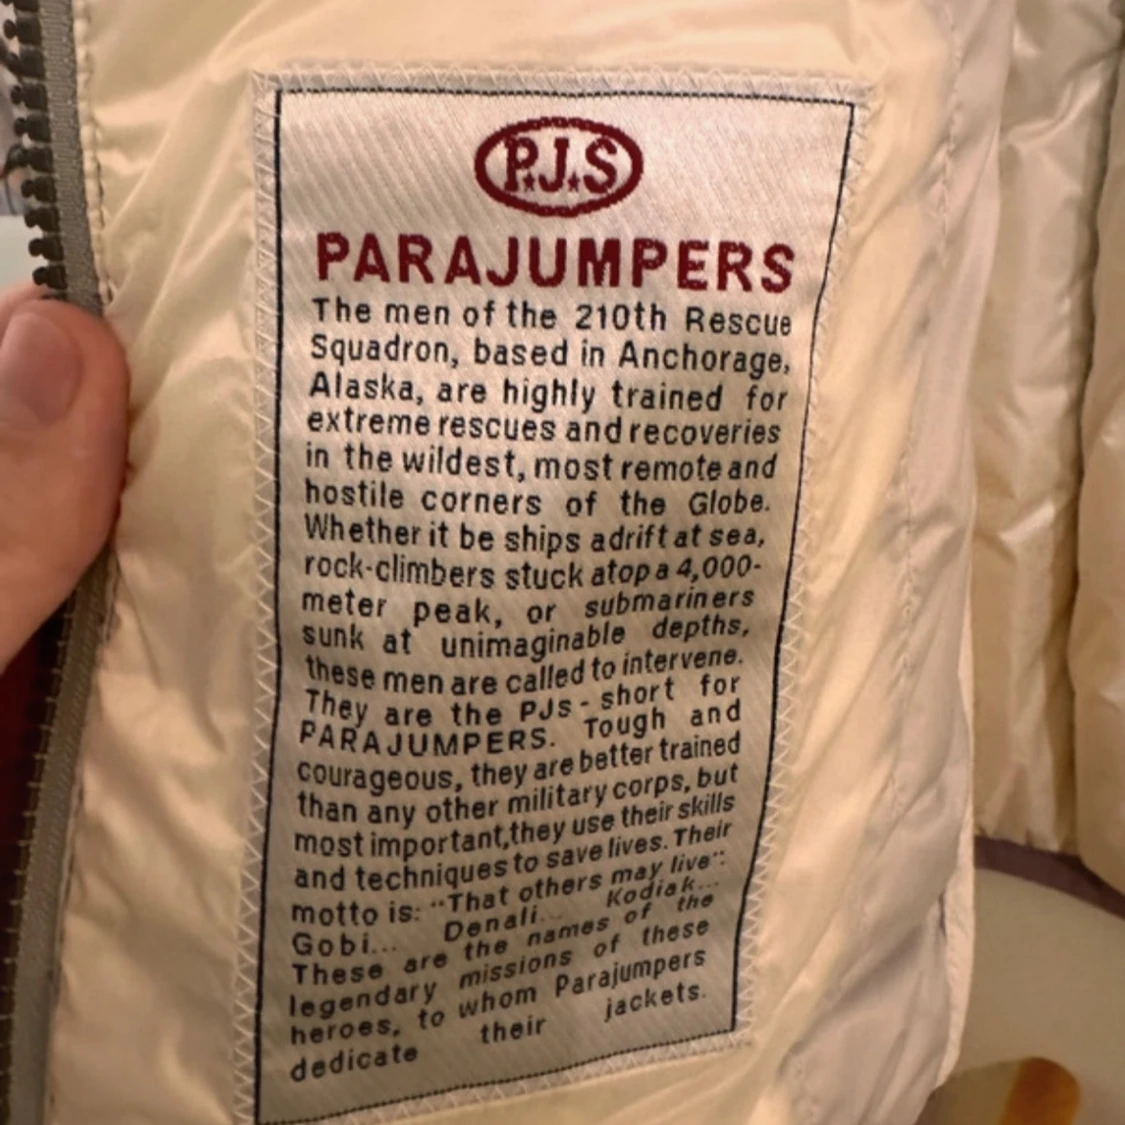 P.J.S
PARAJUMPERS
The men of the 210th Rescue
Squadron, based in Anchorage,
Alaska, are highly trained for
extreme rescues and recoveries
in the wildest, most remote and
hostile corners of the Globe.
Whether it be ships adrift at sea,
rock-climbers stuck atop a 4,000-
meter peak, or submariners
sunk at unimaginable depths,
these men are called to intervene.
They are the PJs - short for
PARAJUMPERS. Tough and
courageous, they are better trained
than any other military corps, but
most important,they use their skills
and techniques to save lives. Their
motto is: "That others may live":
Gobi... Denali... Kodiak...
These are the names of the
legendary missions of these
heroes, to whom Parajumpers
dedicate their jackets.